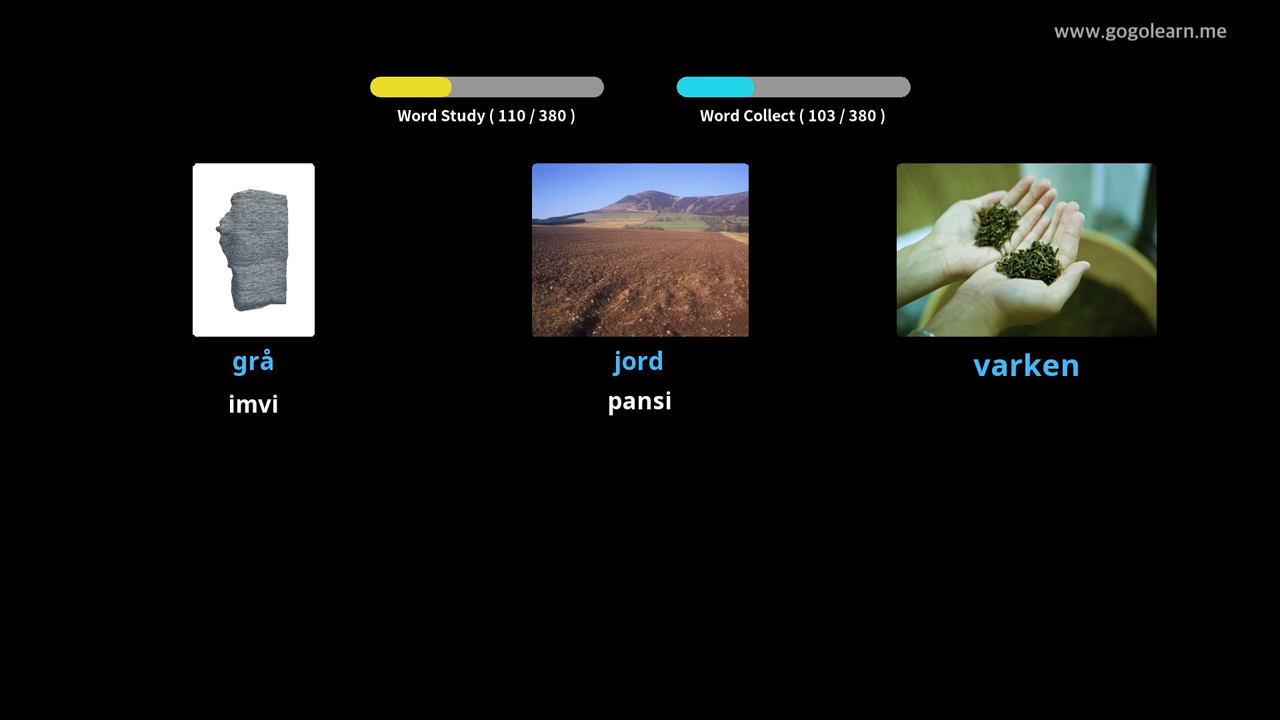 www.gogolearn.me
Word Study ( 110 / 380 )
Word Collect ( 103 / 380 )
grå
imvi
jord
pansi
varken